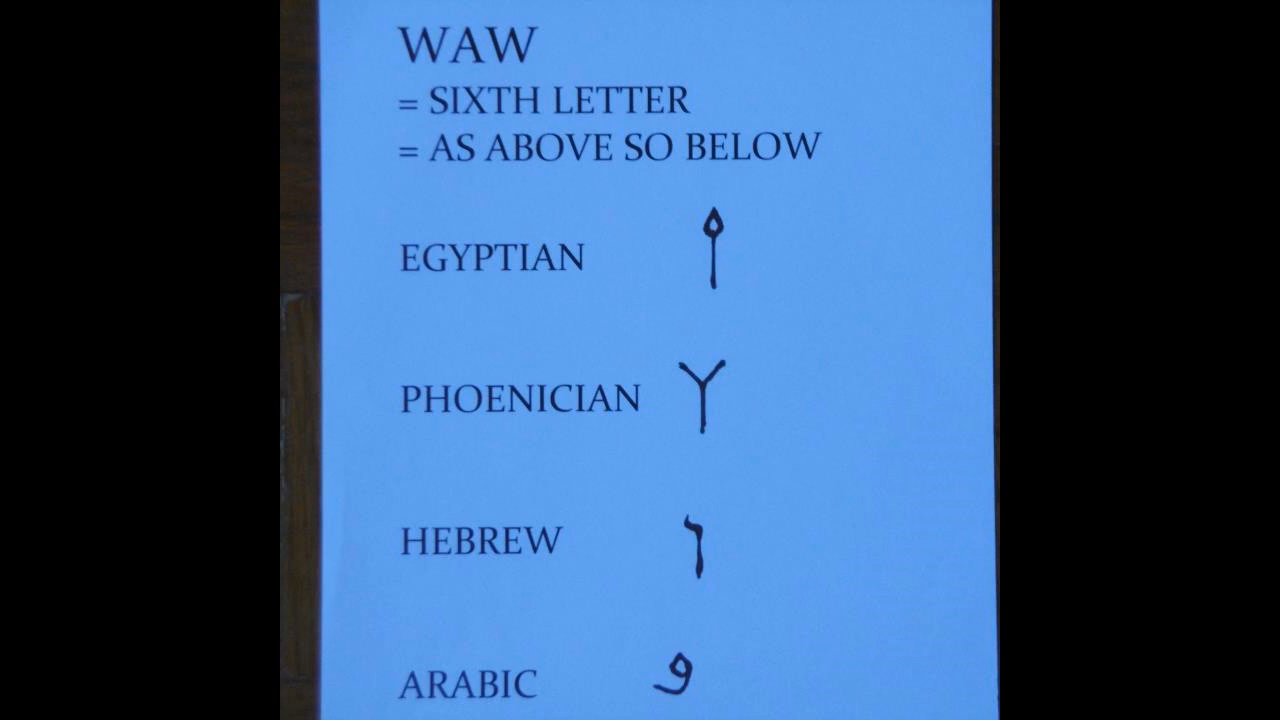 WAW
= SIXTH LETTER
= AS ABOVE SO BELOW
EGYPTIAN
PHOENICIAN 𐤅
HEBREW ו
ARABIC و